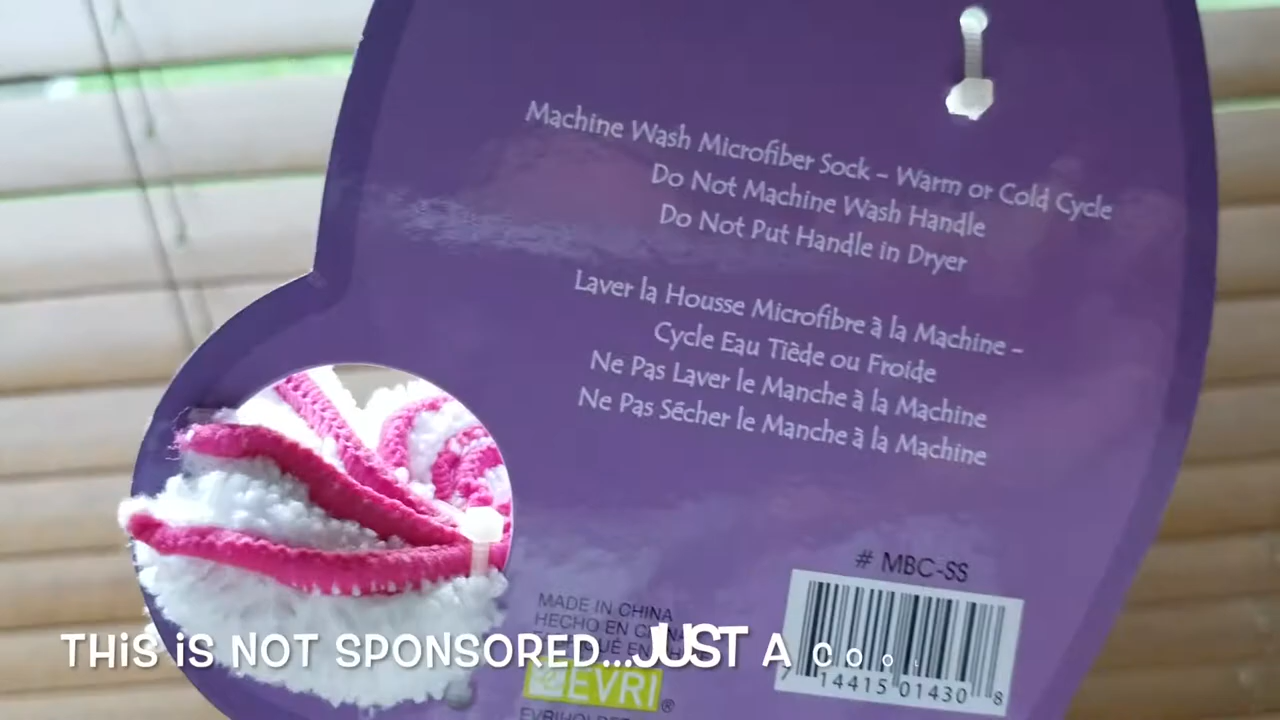 Machine Wash Microfiber Sock – Warm or Cold Cycle
Do Not Machine Wash Handle
Do Not Put Handle in Dryer
Laver la Housse Microfibre à la Machine –
Cycle Eau Tiède ou Froide
Ne Pas Laver le Manche à la Machine
Ne Pas Sécher le Manche à la Machine
# MBC-SS
MADE IN CHINA
HECHO EN
THIS IS NOT SPONSORED...JUST A COO
EVRI®
7 14415 01430 8